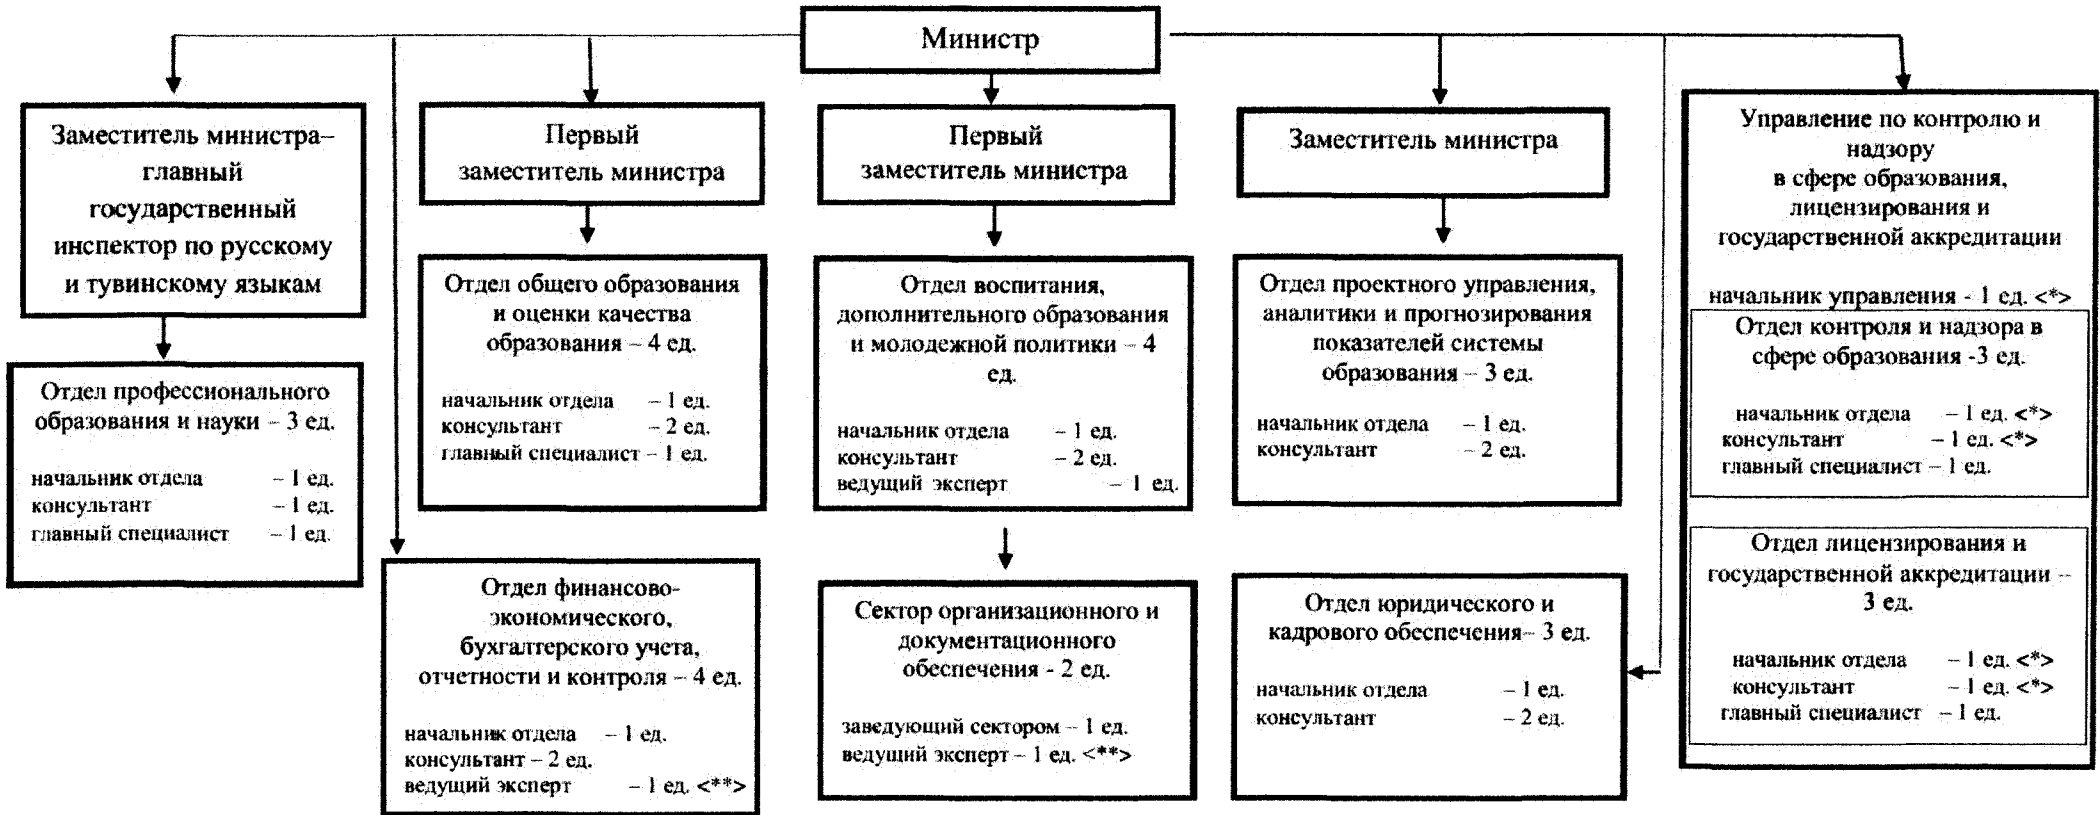 Министр
Заместитель министра–
главный
государственный
инспектор по русскому
и тувинскому языкам
Отдел профессионального
образования и науки – 3 ед.
начальник отдела – 1 ед.
консультант – 1 ед.
главный специалист – 1 ед.
Первый
заместитель министра
Отдел общего образования
и оценки качества
образования – 4 ед.
начальник отдела – 1 ед.
консультант – 2 ед.
главный специалист – 1 ед.
Отдел финансово-
экономического,
бухгалтерского учета,
отчетности и контроля – 4 ед.
начальник отдела – 1 ед.
консультант – 2 ед.
ведущий эксперт – 1 ед. <**>
Первый
заместитель министра
Отдел воспитания,
дополнительного образования
и молодежной политики – 4
ед.
начальник отдела – 1 ед.
консультант – 2 ед.
ведущий эксперт – 1 ед.
Сектор организационного и
документационного
обеспечения - 2 ед.
заведующий сектором – 1 ед.
ведущий эксперт – 1 ед. <**>
Заместитель министра
Отдел проектного управления,
аналитики и прогнозирования
показателей системы
образования – 3 ед.
начальник отдела – 1 ед.
консультант – 2 ед.
Отдел юридического и
кадрового обеспечения– 3 ед.
начальник отдела – 1 ед.
консультант – 2 ед.
Управление по контролю и
надзору
в сфере образования,
лицензирования и
государственной аккредитации
начальник управления - 1 ед. <*>
Отдел контроля и надзора в
сфере образования -3 ед.
начальник отдела – 1 ед. <*>
консультант – 1 ед. <*>
главный специалист – 1 ед.
Отдел лицензирования и
государственной аккредитации –
3 ед.
начальник отдела – 1 ед. <*>
консультант – 1 ед. <*>
главный специалист – 1 ед.